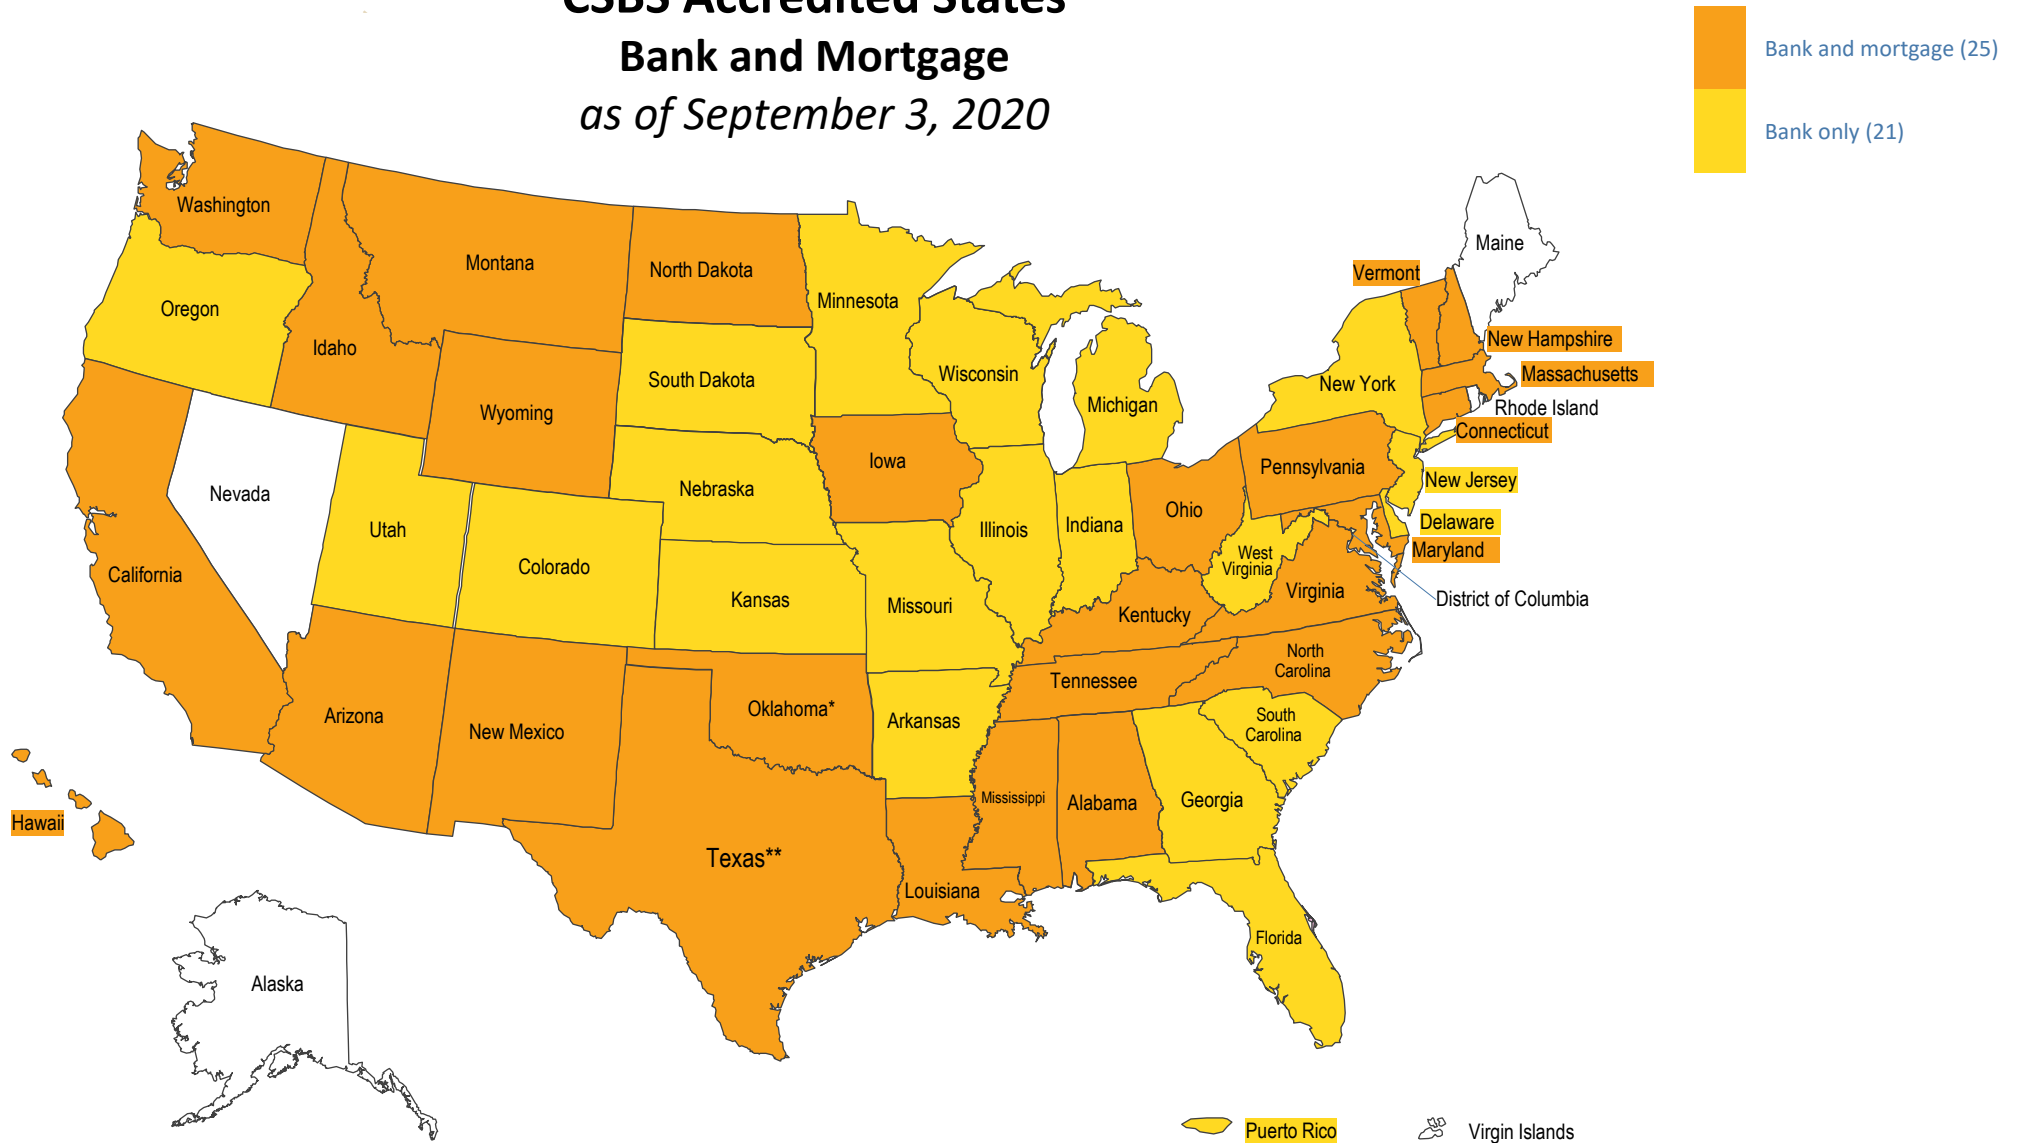 CSBS Accredited States
Bank and Mortgage
as of September 3, 2020
Bank and mortgage (25)
Bank only (21)
Washington
Montana
North Dakota
Minnesota
Maine
Vermont
Oregon
Idaho
Wyoming
South Dakota
Wisconsin
Michigan
New York
New Hampshire
Massachusetts
Rhode Island
Connecticut
Nevada
Utah
Colorado
Nebraska
Iowa
Illinois
Indiana
Ohio
Pennsylvania
New Jersey
Delaware
Maryland
District of Columbia
California
Kansas
Missouri
Kentucky
West
Virginia
Virginia
Arizona
New Mexico
Oklahoma*
Arkansas
Tennessee
North
Carolina
South
Carolina
Hawaii
Texas**
Louisiana
Mississippi
Alabama
Georgia
Florida
Alaska
Puerto Rico
Virgin Islands